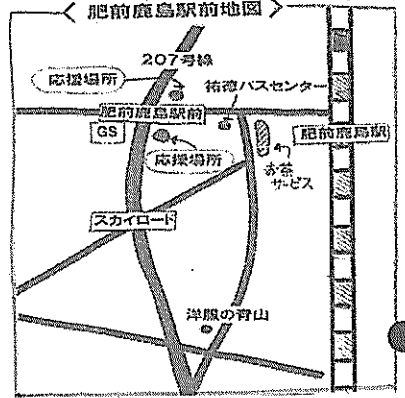 肥前鹿島駅前地図
207号線
応援場所
祐徳バスセンター
肥前鹿島駅前
肥前鹿島駅
GS
応援場所
お茶
サービス
スカイロード
洋服の青山